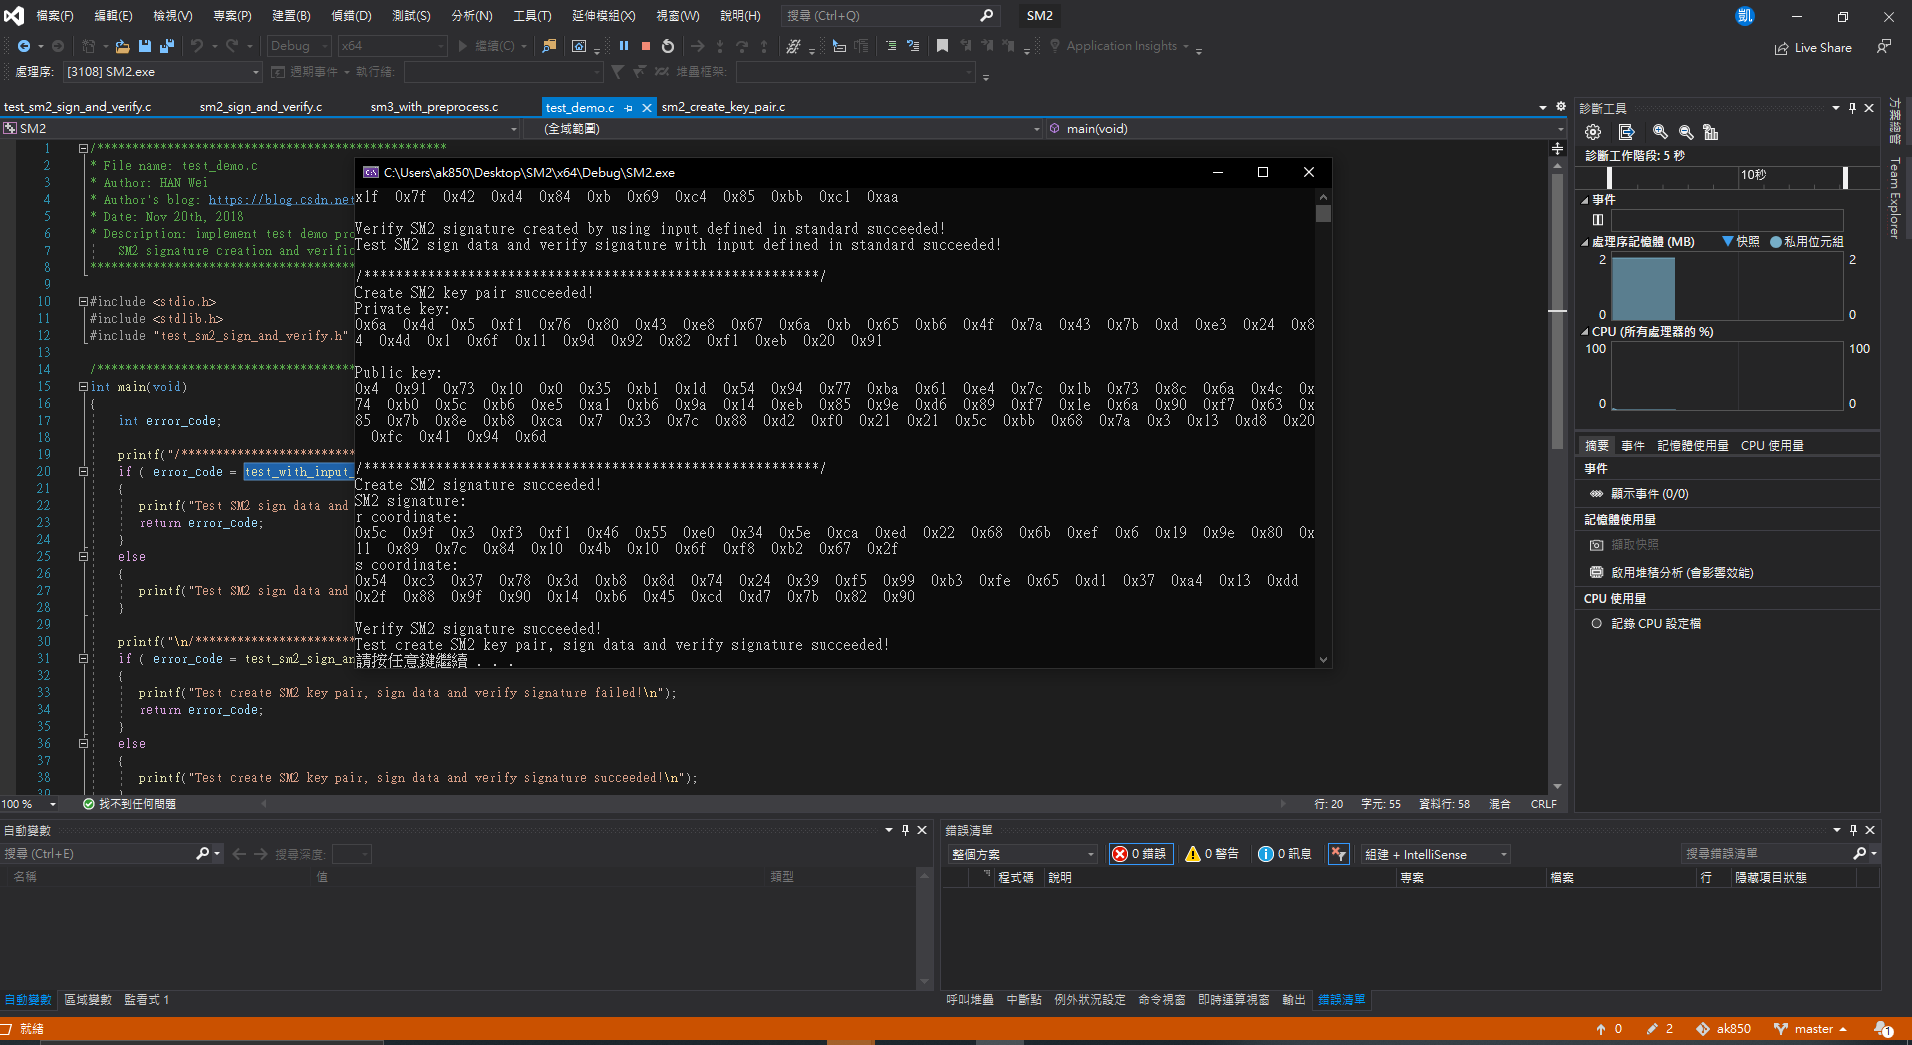 檔案(F) 編輯(E) 檢視(V) 專案(P) 建置(B) 偵錯(D) 測試(S) 分析(N) 工具(T) 延伸模組(X) 視窗(W) 說明(H) 搜尋 (Ctrl+Q) SM2 凱
Debug x64 繼續(C) Application Insights Live Share
處理序: [3108] SM2.exe 週期事件 執行緒: 堆疊框架:
test_sm2_sign_and_verify.c sm2_sign_and_verify.c sm3_with_preprocess.c test_demo.c sm2_create_key_pair.c
SM2 (全域範圍) main(void)
1 /**************************************************
2 * File name: test_demo.c
3 * Author: HAN Wei
4 * Author's blog: https://blog.csdn.net
5 * Date: Nov 20th, 2018
6 * Description: implement test demo pro
7 SM2 signature creation and verific
8 **************************************
9
10 #include <stdio.h>
11 #include <stdlib.h>
12 #include "test_sm2_sign_and_verify.h"
13
14 /*************************************
15 int main(void)
16 {
17 int error_code;
18
19 printf("/*************************
20 if ( error_code = test_with_input_
21 {
22 printf("Test SM2 sign data and
23 return error_code;
24 }
25 else
26 {
27 printf("Test SM2 sign data and
28 }
29
30 printf("\n/***********************
31 if ( error_code = test_sm2_sign_an
32 {
33 printf("Test create SM2 key pair, sign data and verify signature failed!\n");
34 return error_code;
35 }
36 else
37 {
38 printf("Test create SM2 key pair, sign data and verify signature succeeded!\n");
39 }
C:\Users\ak850\Desktop\SM2\x64\Debug\SM2.exe
x1f 0x7f 0x42 0xd4 0x84 0xb 0x69 0xc4 0x85 0xbb 0xc1 0xaa
Verify SM2 signature created by using input defined in standard succeeded!
Test SM2 sign data and verify signature with input defined in standard succeeded!
/*********************************************************/
Create SM2 key pair succeeded!
Private key:
0x6a 0x4d 0x5 0xf1 0x76 0x80 0x43 0xe8 0x67 0x6a 0xb 0x65 0xb6 0x4f 0x7a 0x43 0x7b 0xd 0xe3 0x24 0x8
4 0x4d 0x1 0x6f 0x11 0x9d 0x92 0x82 0xf1 0xeb 0x20 0x91
Public key:
0x4 0x91 0x73 0x10 0x0 0x35 0xb1 0x1d 0x54 0x94 0x77 0xba 0x61 0xe4 0x7c 0x1b 0x73 0x8c 0x6a 0x4c 0x
74 0xb0 0x5c 0xb6 0xe5 0xa1 0xb6 0x9a 0x14 0xeb 0x85 0x9e 0xd6 0x89 0xf7 0x1e 0x6a 0x90 0xf7 0x63 0x
85 0x7b 0x8e 0xb8 0xca 0x7 0x33 0x7c 0x88 0xd2 0xf0 0x21 0x21 0x5c 0xbb 0x68 0x7a 0x3 0x13 0xd8 0x20
0xfc 0x41 0x94 0x6d
/*********************************************************/
Create SM2 signature succeeded!
SM2 signature:
r coordinate:
0x5c 0x9f 0x3 0xf3 0xf1 0x46 0x55 0xe0 0x34 0x5e 0xca 0xed 0x22 0x68 0x6b 0xef 0x6 0x19 0x9e 0x80 0x
11 0x89 0x7c 0x84 0x10 0x4b 0x10 0x6f 0xf8 0xb2 0x67 0x2f
s coordinate:
0x54 0xc3 0x37 0x78 0x3d 0xb8 0x8d 0x74 0x24 0x39 0xf5 0x99 0xb3 0xfe 0x65 0xd1 0x37 0xa4 0x13 0xdd
0x2f 0x88 0x9f 0x90 0x14 0xb6 0x45 0xcd 0xd7 0x7b 0x82 0x90
Verify SM2 signature succeeded!
Test create SM2 key pair, sign data and verify signature succeeded!
請按任意鍵繼續 . . .
100 % 找不到任何問題 行: 20 字元: 55 資料行: 58 混合 CRLF
診斷工具
診斷工作階段: 5 秒
10秒
事件
處理序記憶體 (MB) 快照 私用位元組
2 2
0 0
CPU (所有處理器的 %)
100 100
0 0
摘要 事件 記憶體使用量 CPU 使用量
事件
顯示事件 (0/0)
記憶體使用量
擷取快照
啟用堆積分析 (會影響效能)
CPU 使用量
記錄 CPU 設定檔
方案總管
Team Explorer
自動變數
搜尋 (Ctrl+E) 搜尋深度:
名稱 值 類型
自動變數 區域變數 監看式 1
錯誤清單
整個方案 0 錯誤 0 警告 0 訊息 組建 + IntelliSense 搜尋錯誤清單
程式碼 說明 專案 檔案 行 隱藏項目狀態
呼叫堆疊 中斷點 例外狀況設定 命令視窗 即時運算視窗 輸出 錯誤清單
就緒 0 2 ak850 master 1